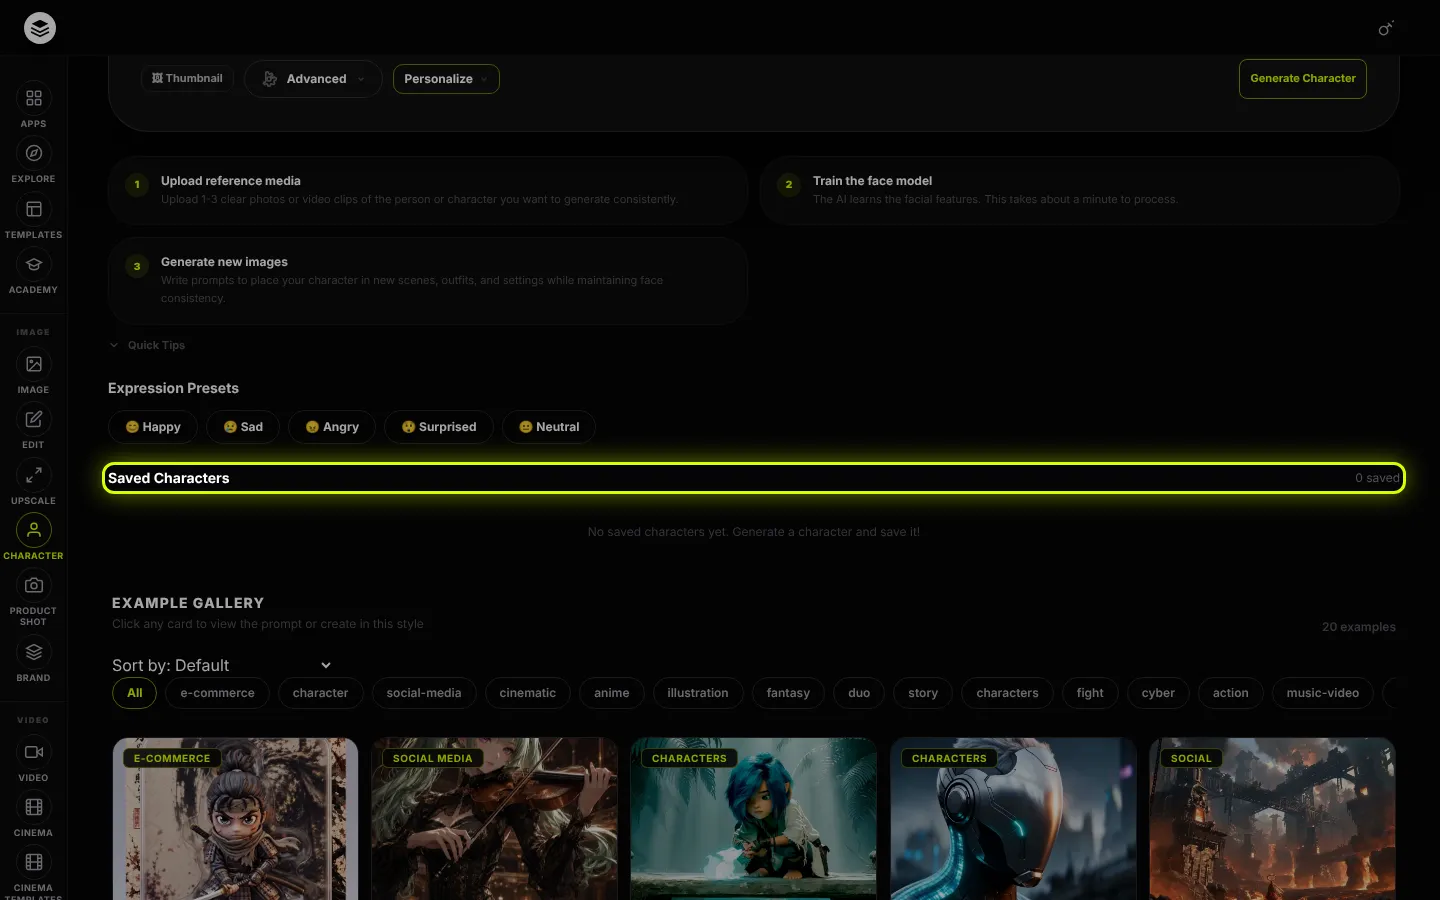 Thumbnail
Advanced
Personalize
Generate Character
APPS
EXPLORE
TEMPLATES
ACADEMY
IMAGE
IMAGE
EDIT
UPSCALE
CHARACTER
PRODUCT
SHOT
BRAND
VIDEO
VIDEO
CINEMA
CINEMA
TEMPLATES
1
Upload reference media
Upload 1-3 clear photos or video clips of the person or character you want to generate consistently.
2
Train the face model
The AI learns the facial features. This takes about a minute to process.
3
Generate new images
Write prompts to place your character in new scenes, outfits, and settings while maintaining face
consistency.
Quick Tips
Expression Presets
😊 Happy
😢 Sad
😠 Angry
😲 Surprised
😐 Neutral
Saved Characters
0 saved
No saved characters yet. Generate a character and save it!
EXAMPLE GALLERY
Click any card to view the prompt or create in this style
20 examples
Sort by: Default
All
e-commerce
character
social-media
cinematic
anime
illustration
fantasy
duo
story
characters
fight
cyber
action
music-video
E-COMMERCE
SOCIAL MEDIA
CHARACTERS
CHARACTERS
SOCIAL